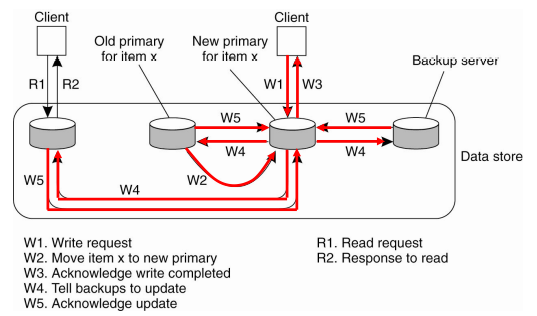 Client
Client
Old primary
for item x
New primary
for item x
Backup server
R1
R2
W1
W3
W5
W5
W4
W4
W5
W4
W2
Data store
W1. Write request
W2. Move item x to new primary
W3. Acknowledge write completed
W4. Tell backups to update
W5. Acknowledge update
R1. Read request
R2. Response to read